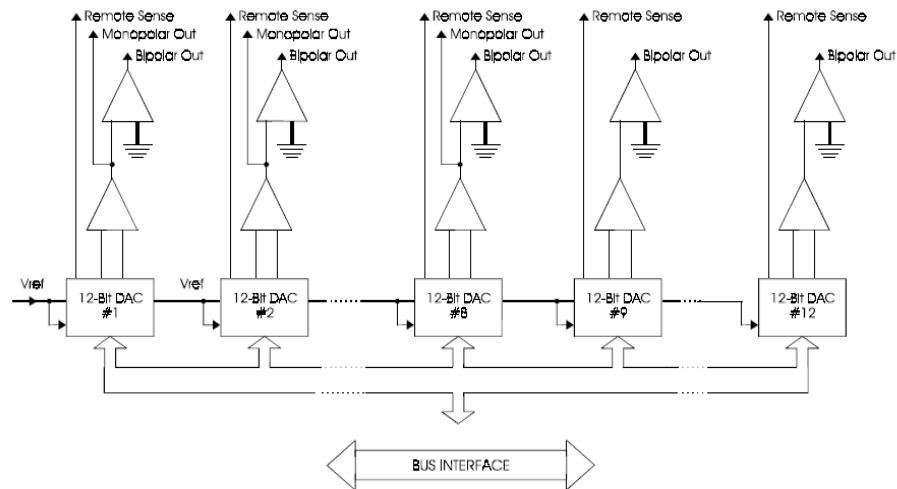 Remote Sense Remote Sense Remote Sense Remote Sense Remote Sense
Monopolar Out Monopolar Out Monopolar Out
Bipolar Out Bipolar Out Bipolar Out Bipolar Out Bipolar Out
Vref Vref
12-Bit DAC 12-Bit DAC 12-Bit DAC 12-Bit DAC 12-Bit DAC
#1 #2 #8 #9 #12
BUS INTERFACE